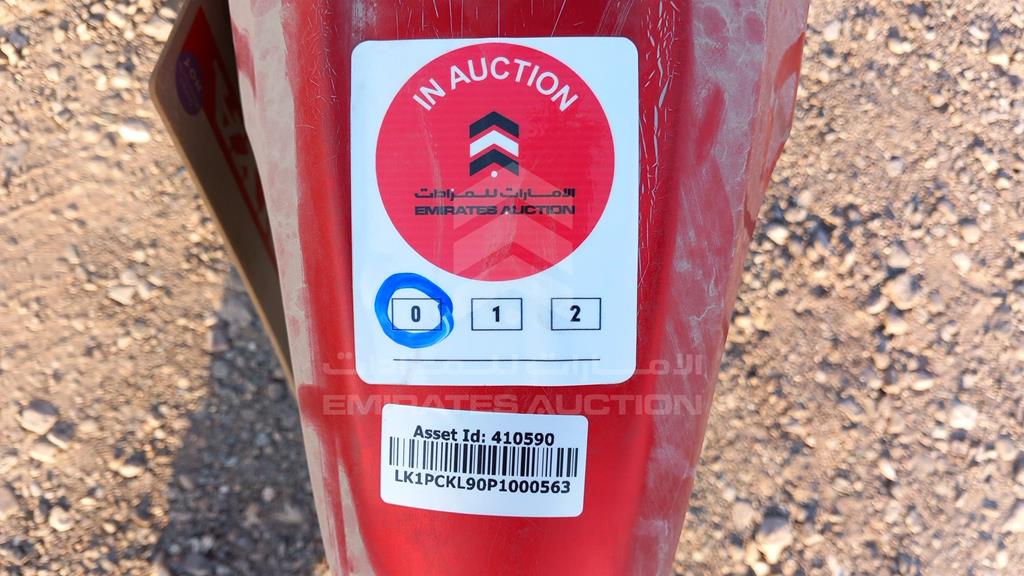 IN AUCTION
الامارات للمزادات
EMIRATES AUCTION
0 1 2
الامارات للمزادات
EMIRATES AUCTION
Asset Id: 410590
LK1PCKL90P1000563